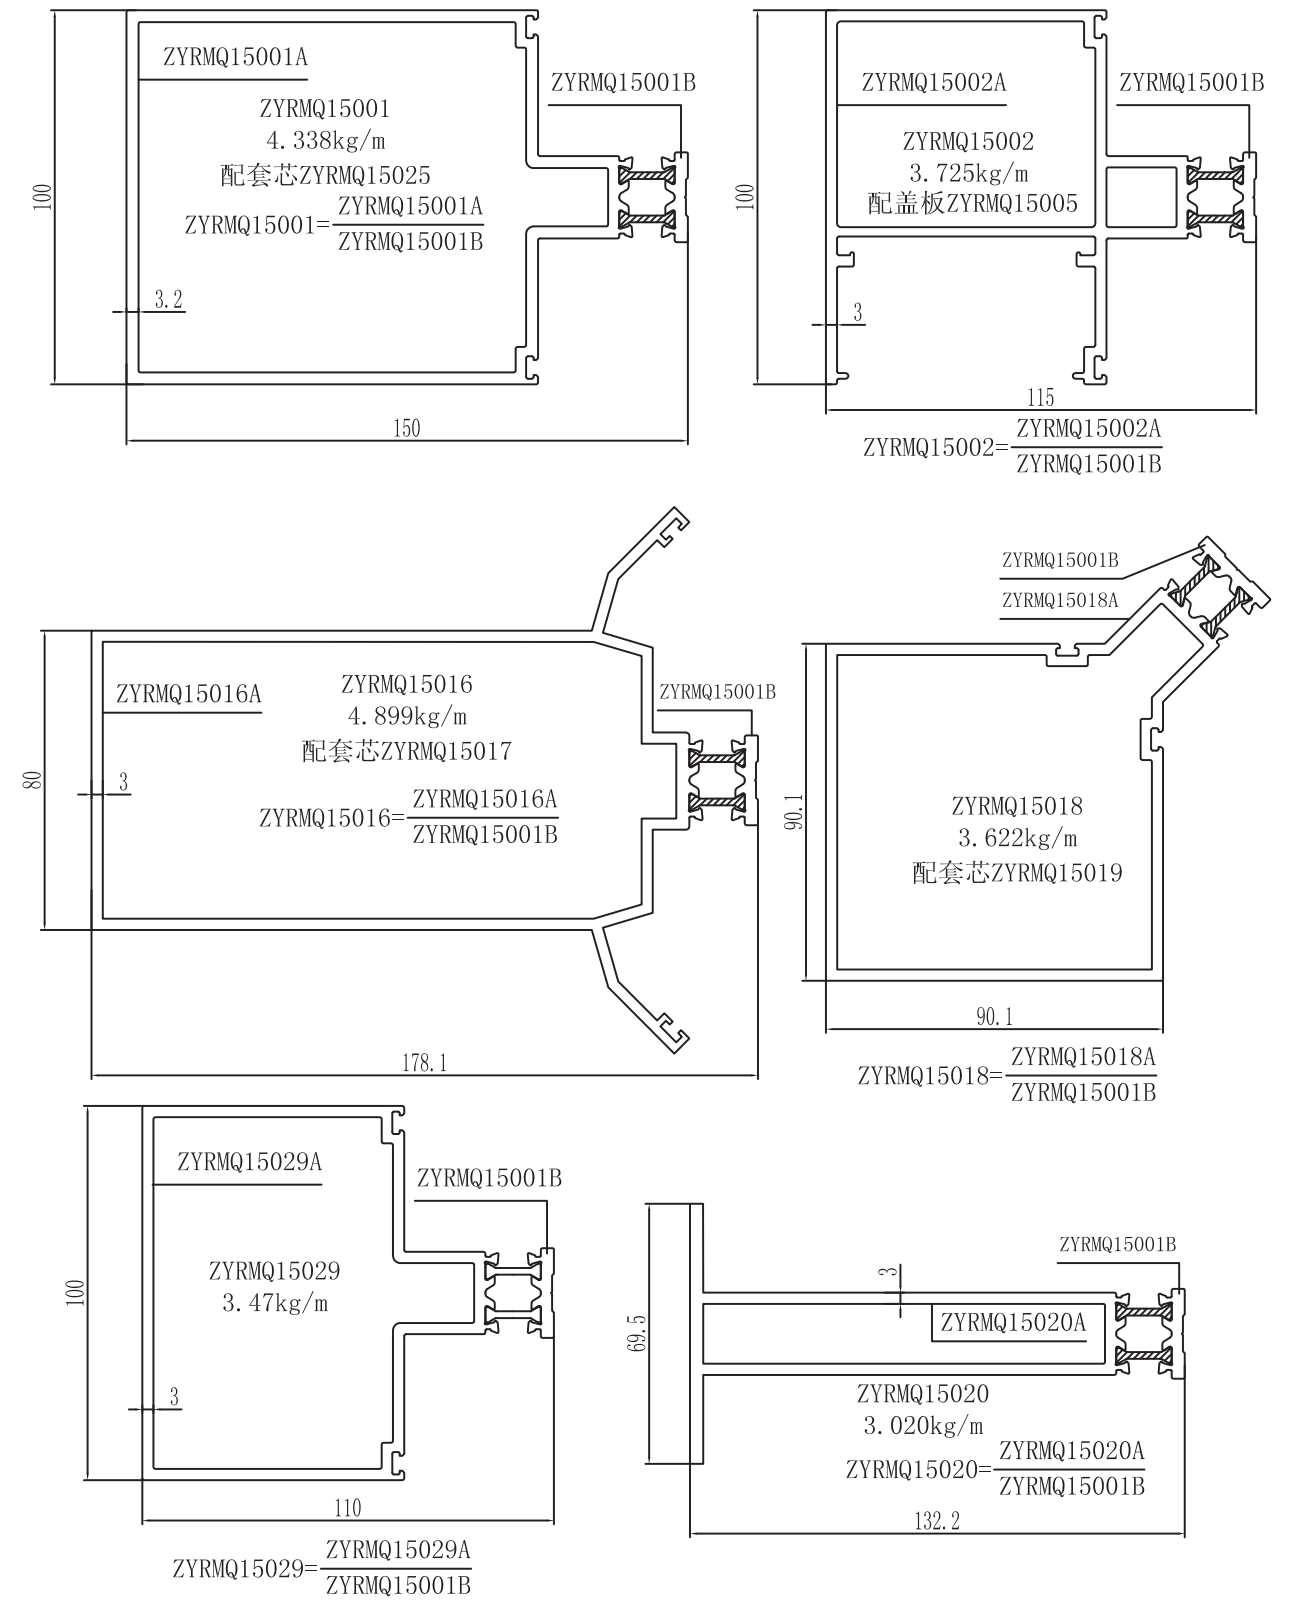 ZYRMQ15001A
ZYRMQ15001B
ZYRMQ15001
4.338kg/m
配套芯ZYRMQ15025
ZYRMQ15001=ZYRMQ15001A
ZYRMQ15001B
100
3.2
150
ZYRMQ15002A
ZYRMQ15001B
ZYRMQ15002
3.725kg/m
配盖板ZYRMQ15005
100
3
115
ZYRMQ15002=ZYRMQ15002A
ZYRMQ15001B
ZYRMQ15016A
ZYRMQ15016
4.899kg/m
配套芯ZYRMQ15017
ZYRMQ15001B
ZYRMQ15016=ZYRMQ15016A
ZYRMQ15001B
80
3
178.1
ZYRMQ15001B
ZYRMQ15018A
ZYRMQ15018
3.622kg/m
配套芯ZYRMQ15019
90.1
90.1
ZYRMQ15018=ZYRMQ15018A
ZYRMQ15001B
ZYRMQ15029A
ZYRMQ15001B
ZYRMQ15029
3.47kg/m
100
3
110
ZYRMQ15029=ZYRMQ15029A
ZYRMQ15001B
ZYRMQ15001B
3
ZYRMQ15020A
69.5
ZYRMQ15020
3.020kg/m
ZYRMQ15020=ZYRMQ15020A
ZYRMQ15001B
132.2